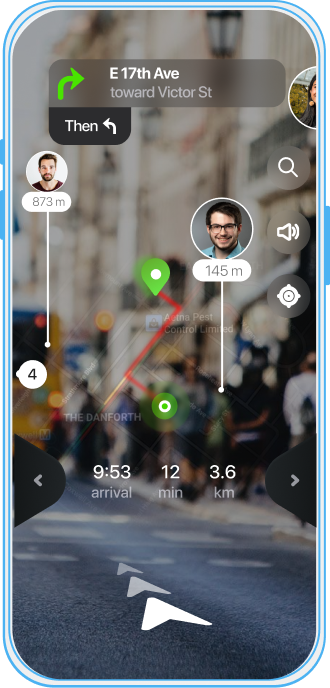 E 17th Ave
toward Victor St
Then
873 m
145 m
Aetna Pest
Control Limited
4
THE DANFORTH
9:53 12 3.6
arrival min km